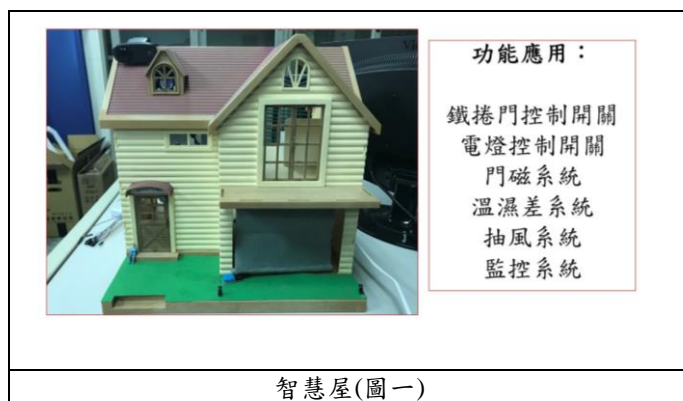 功能應用：
鐵捲門控制開關
電燈控制開關
門磁系統
溫濕差系統
抽風系統
監控系統
智慧屋(圖一)